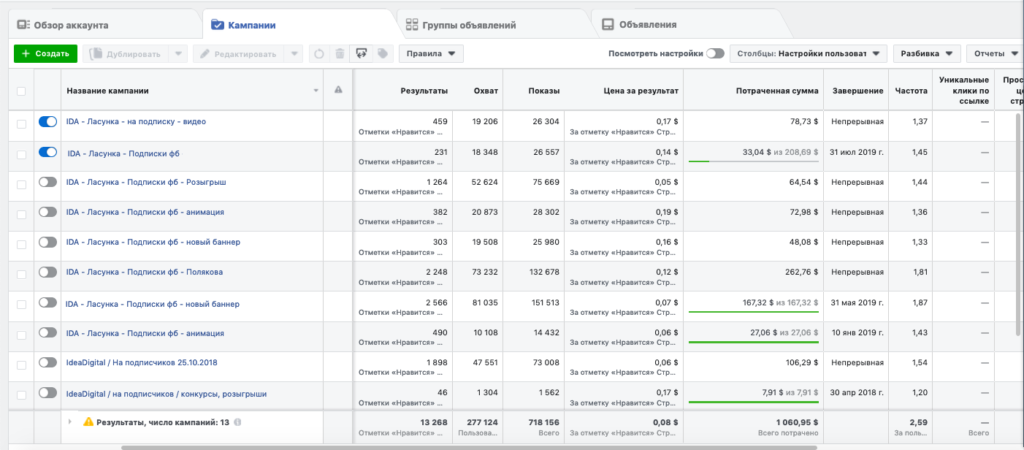 Обзор аккаунта
Кампании
Группы объявлений
Объявления
+ Создать
Дублировать
Редактировать
Правила
Посмотреть настройки
Столбцы: Настройки пользоват
Разбивка
Отчеты
Название кампании
Результаты
Охват
Показы
Цена за результат
Потраченная сумма
Завершение
Частота
Уникальные клики по ссылке
IDA - Ласунка - на подписку - видео
459
19 206
26 304
0,17 $
78,73 $
Непрерывная
1,37
—
Отметки «Нравится» ...
За отметку «Нравится» Стр...
IDA - Ласунка - Подписки фб
231
18 348
26 557
0,14 $
33,04 $ из 208,69 $
31 июл 2019 г.
1,45
—
Отметки «Нравится» ...
За отметку «Нравится» Стр...
IDA - Ласунка - Подписки фб - Розыгрыш
1 264
52 624
75 669
0,05 $
64,54 $
Непрерывная
1,44
—
Отметки «Нравится» ...
За отметку «Нравится» Стр...
IDA - Ласунка - Подписки фб - анимация
382
20 873
28 302
0,19 $
72,98 $
Непрерывная
1,36
—
Отметки «Нравится» ...
За отметку «Нравится» Стр...
IDA - Ласунка - Подписки фб - новый баннер
303
19 508
25 980
0,16 $
48,08 $
Непрерывная
1,33
—
Отметки «Нравится» ...
За отметку «Нравится» Стр...
IDA - Ласунка - Подписки фб - Полякова
2 248
73 232
132 678
0,12 $
262,76 $
Непрерывная
1,81
—
Отметки «Нравится» ...
За отметку «Нравится» Стр...
IDA - Ласунка - Подписки фб - новый баннер
2 566
81 035
151 513
0,07 $
167,32 $ из 167,32 $
31 мая 2019 г.
1,87
—
Отметки «Нравится» ...
За отметку «Нравится» Стр...
IDA - Ласунка - Подписки фб - анимация
490
10 108
14 432
0,06 $
27,06 $ из 27,06 $
10 янв 2019 г.
1,43
—
Отметки «Нравится» ...
За отметку «Нравится» Стр...
IdeaDigital / На подписчиков 25.10.2018
1 898
47 551
73 008
0,06 $
106,29 $
Непрерывная
1,54
—
Отметки «Нравится» ...
За отметку «Нравится» Стр...
IdeaDigital / на подписчиков / конкурсы, розыгрыши
46
1 304
1 562
0,17 $
7,91 $ из 7,91 $
30 апр 2018 г.
1,20
—
Отметки «Нравится» ...
За отметку «Нравится» Стр...
Результаты, число кампаний: 13
13 268
277 124
718 156
0,08 $
1 060,95 $
2,59
—
Отметки «Нравится» ...
Пользова...
Всего
За отметку «Нравится» Стр...
Всего потрачено
За поль...
Всего